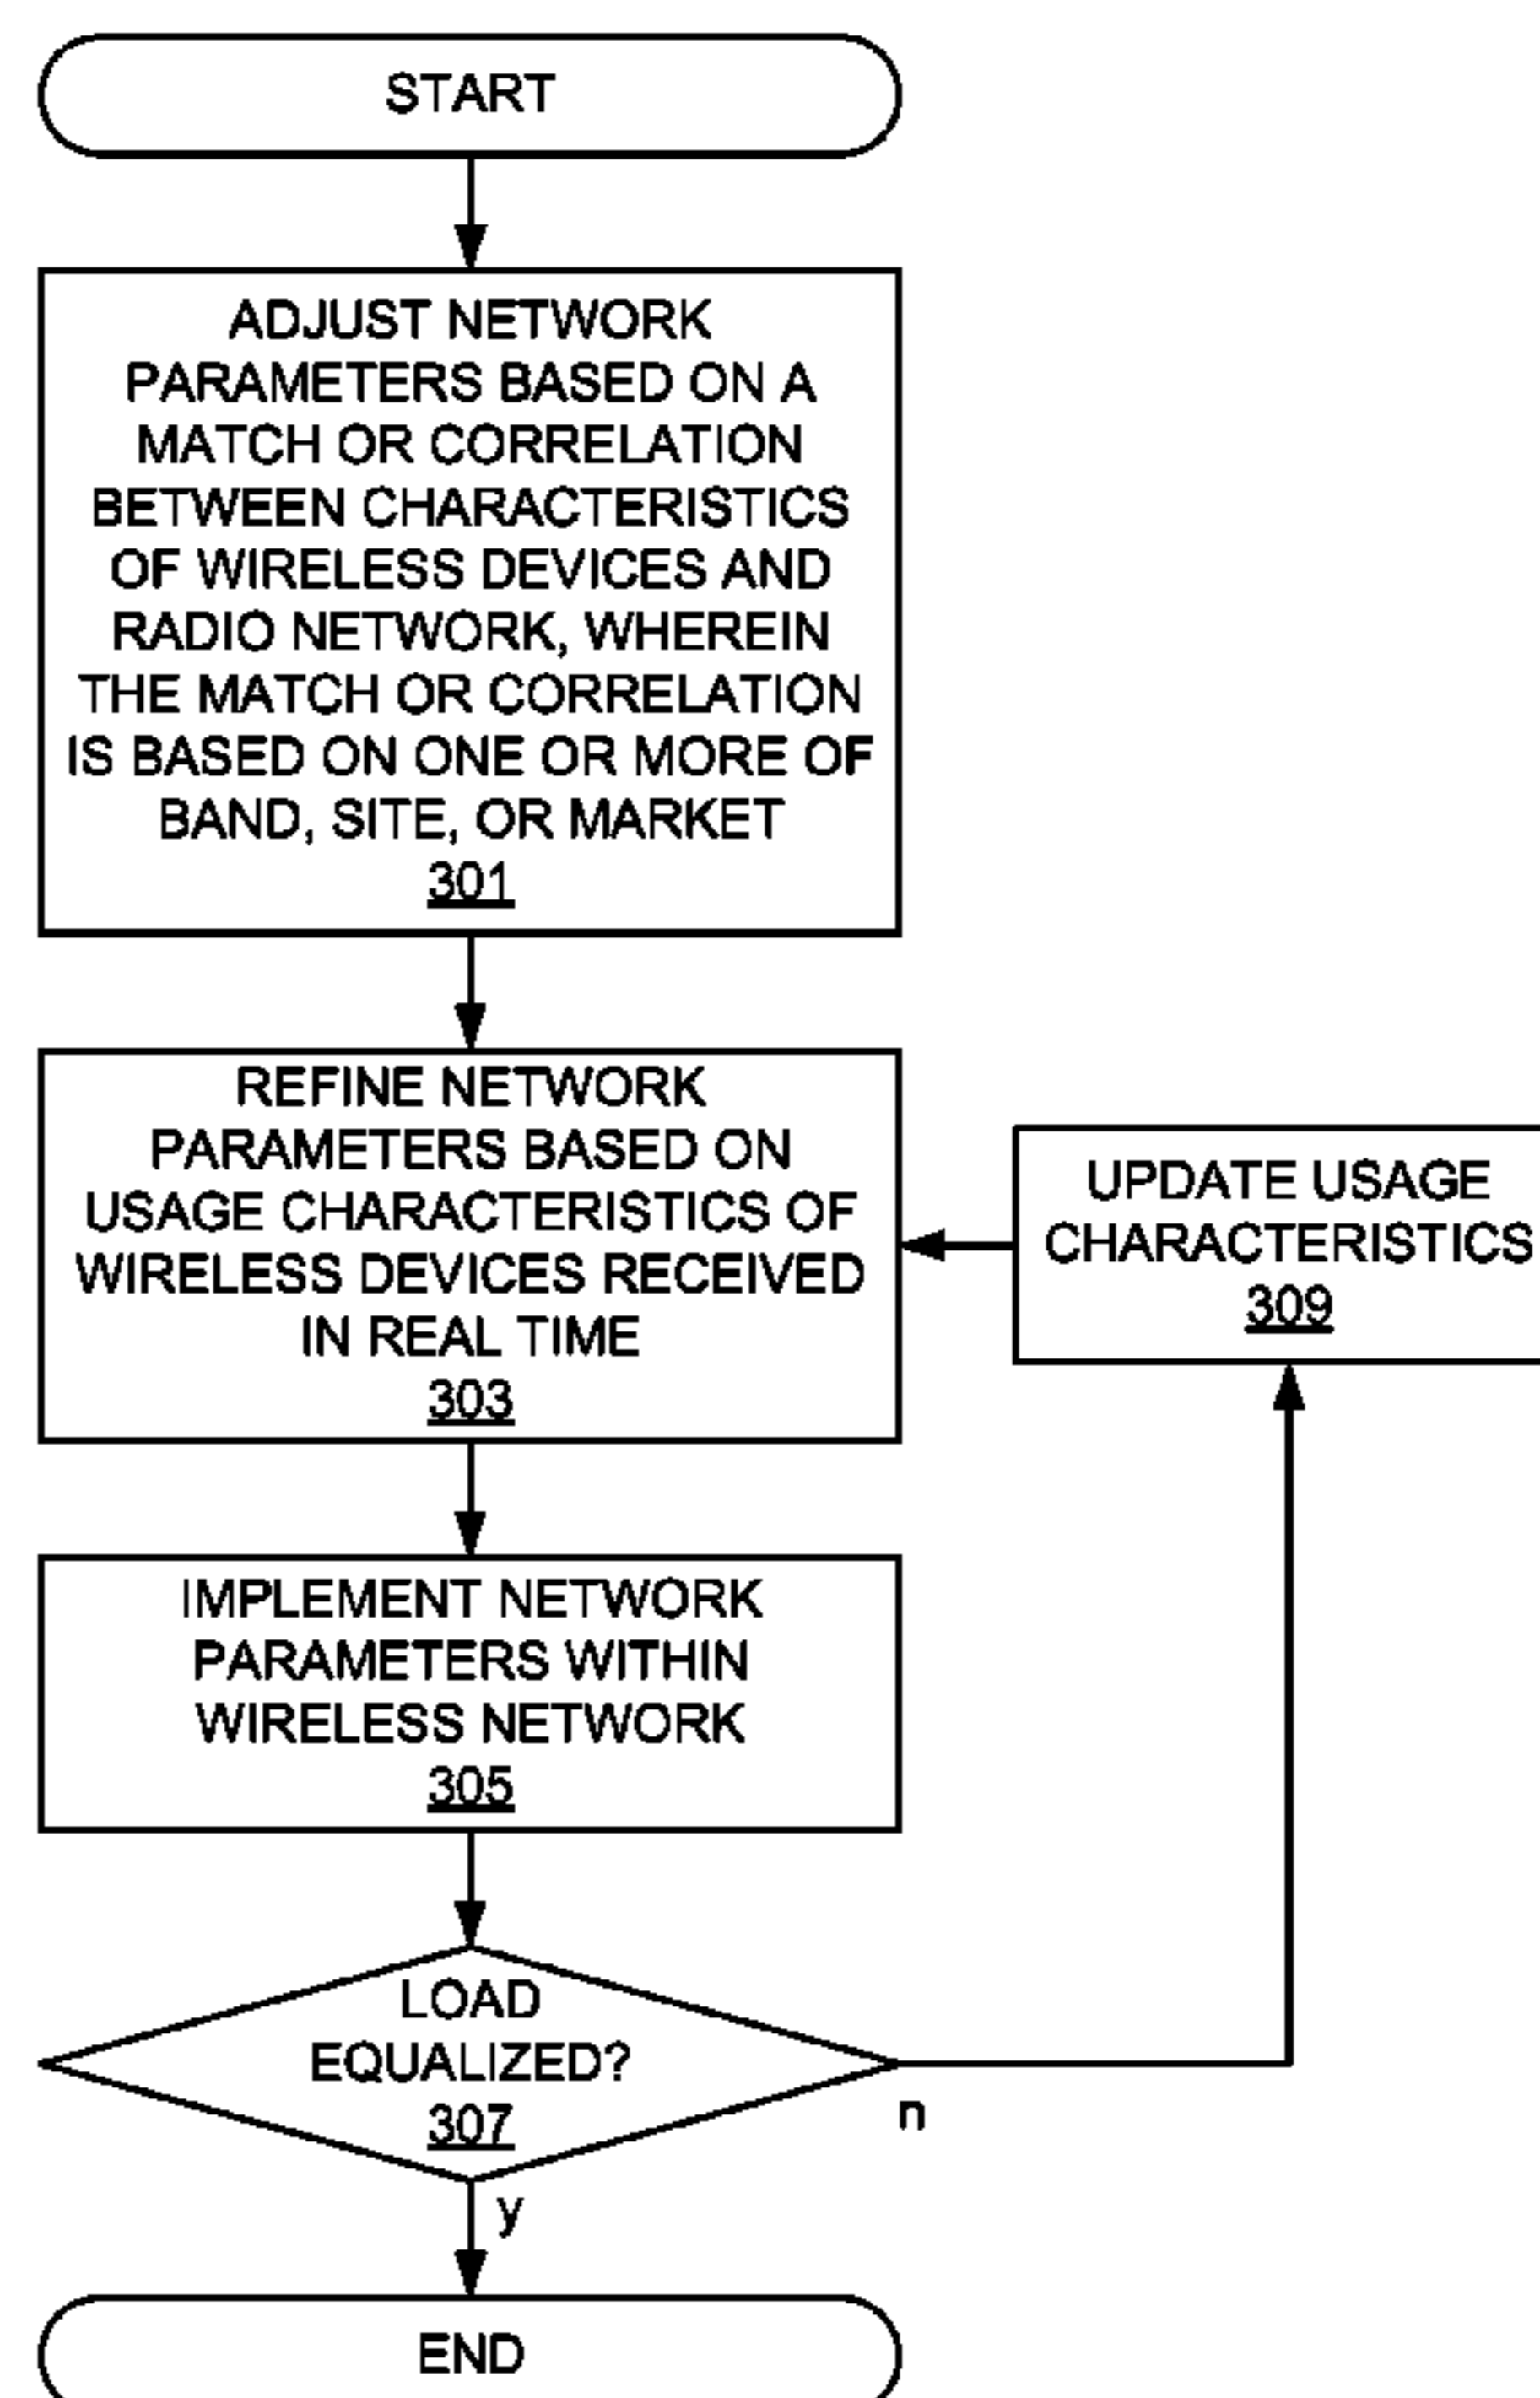 START
ADJUST NETWORK
PARAMETERS BASED ON A
MATCH OR CORRELATION
BETWEEN CHARACTERISTICS
OF WIRELESS DEVICES AND
RADIO NETWORK, WHEREIN
THE MATCH OR CORRELATION
IS BASED ON ONE OR MORE OF
BAND, SITE, OR MARKET
301
REFINE NETWORK
PARAMETERS BASED ON
USAGE CHARACTERISTICS OF
WIRELESS DEVICES RECEIVED
IN REAL TIME
303
UPDATE USAGE
CHARACTERISTICS
309
IMPLEMENT NETWORK
PARAMETERS WITHIN
WIRELESS NETWORK
305
LOAD
EQUALIZED?
307
n
y
END